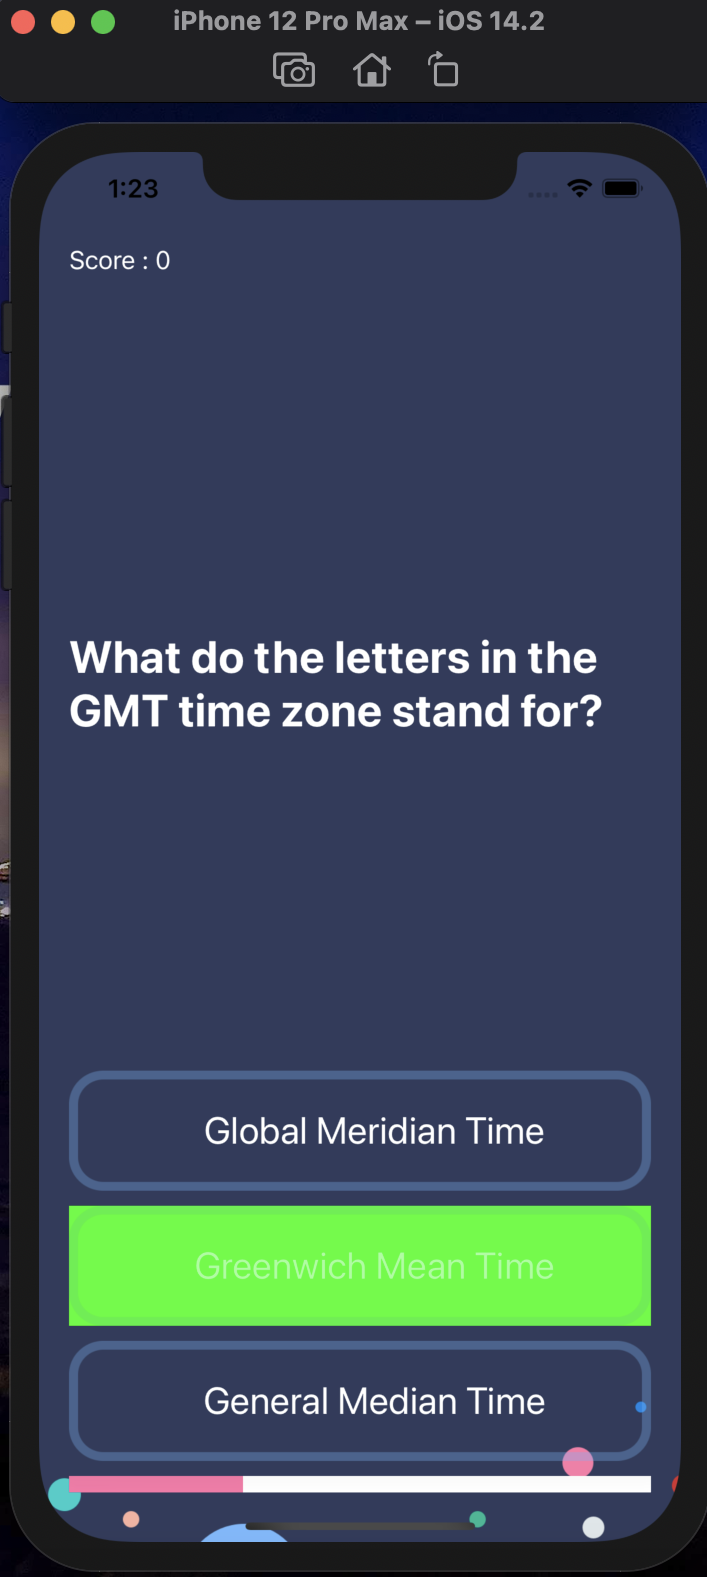 iPhone 12 Pro Max – iOS 14.2
1:23
Score : 0
What do the letters in the
GMT time zone stand for?
Global Meridian Time
Greenwich Mean Time
General Median Time